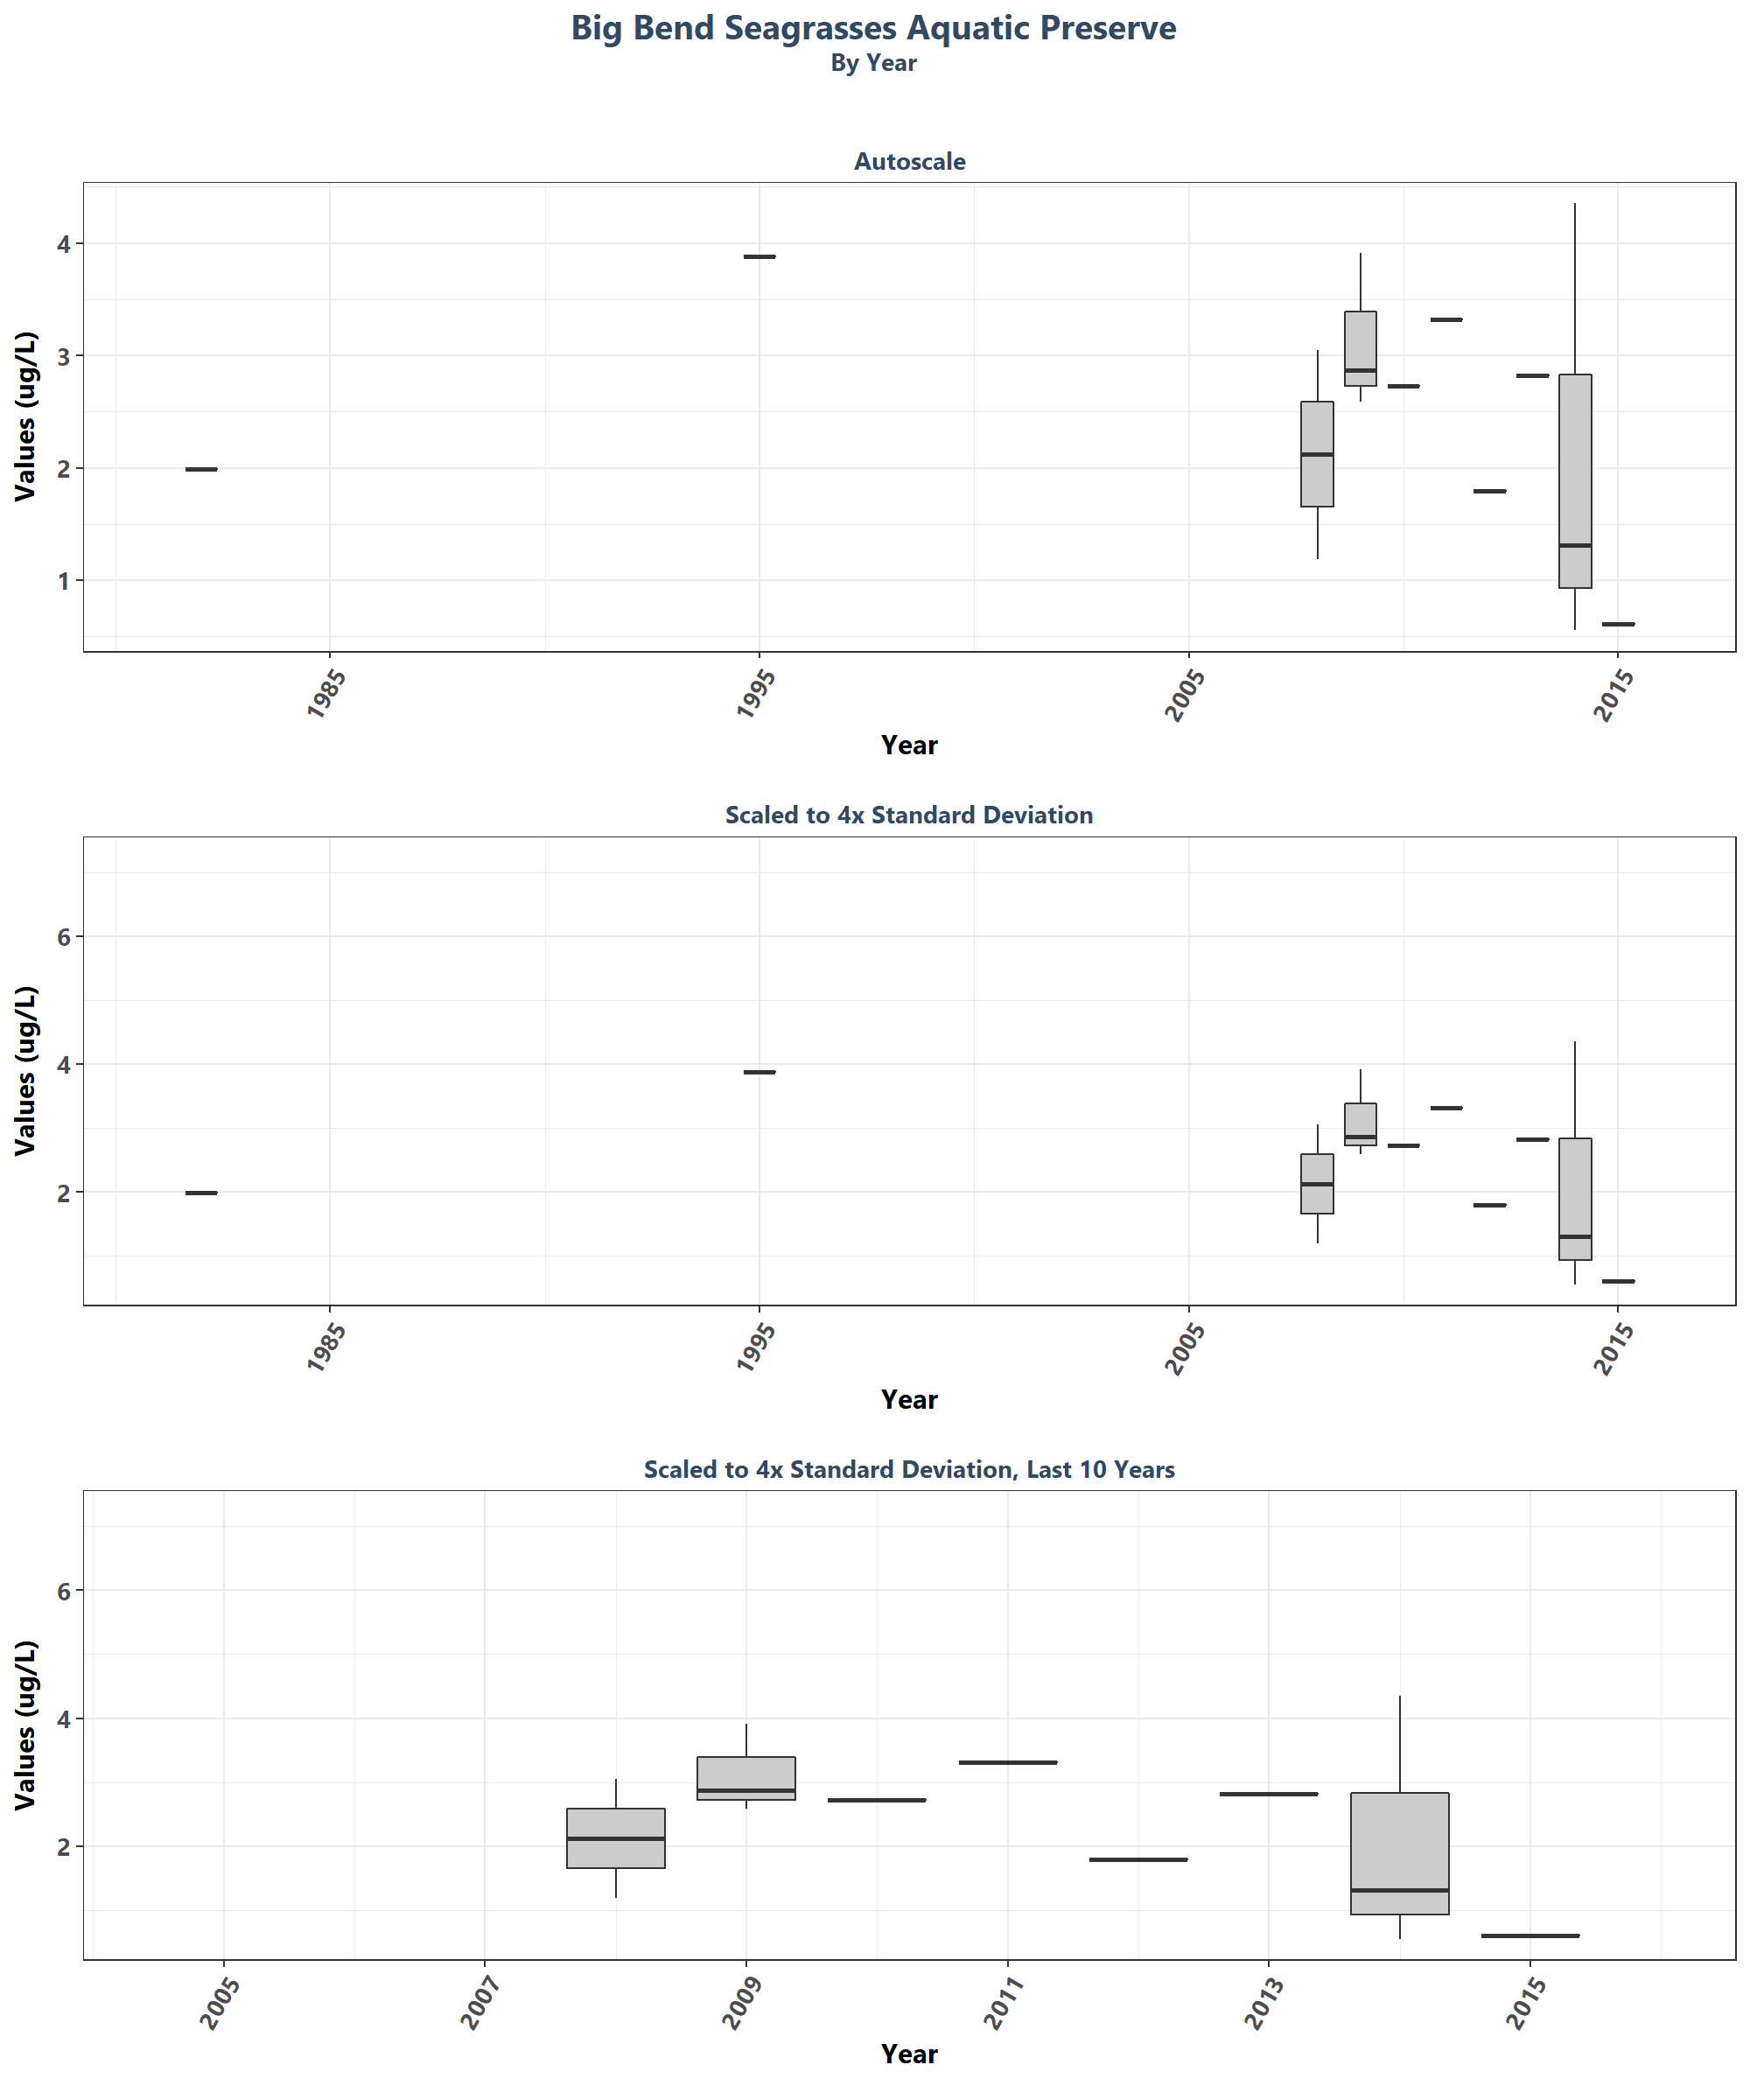 Big Bend Seagrasses Aquatic Preserve
By Year
Autoscale
Values (ug/L)
4
3
2
1
1985
1995
2005
2015
Year
Scaled to 4x Standard Deviation
Values (ug/L)
6
4
2
1985
1995
2005
2015
Year
Scaled to 4x Standard Deviation, Last 10 Years
Values (ug/L)
6
4
2
2005
2007
2009
2011
2013
2015
Year